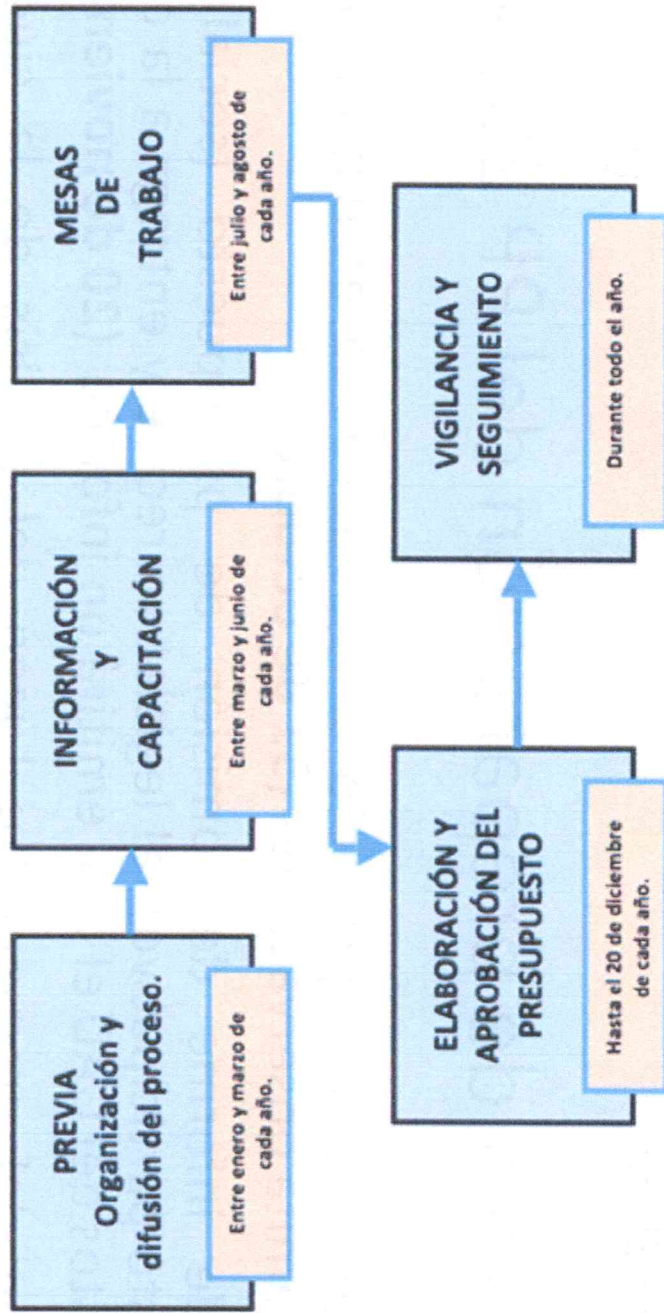 PREVIA
Organización y
difusión del proceso.
Entre enero y marzo de
cada año.
INFORMACIÓN
Y
CAPACITACIÓN
Entre marzo y junio de
cada año.
MESAS
DE
TRABAJO
Entre julio y agosto de
cada año.
ELABORACIÓN Y
APROBACIÓN DEL
PRESUPUESTO
Hasta el 20 de diciembre
de cada año.
VIGILANCIA Y
SEGUIMIENTO
Durante todo el año.